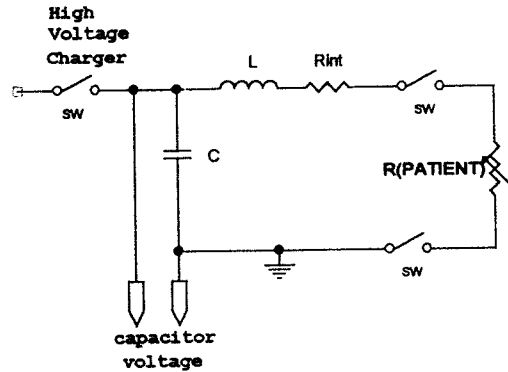 High
Voltage
Charger
sw
L
Rint
sw
C
R(PATIENT)
sw
capacitor
voltage